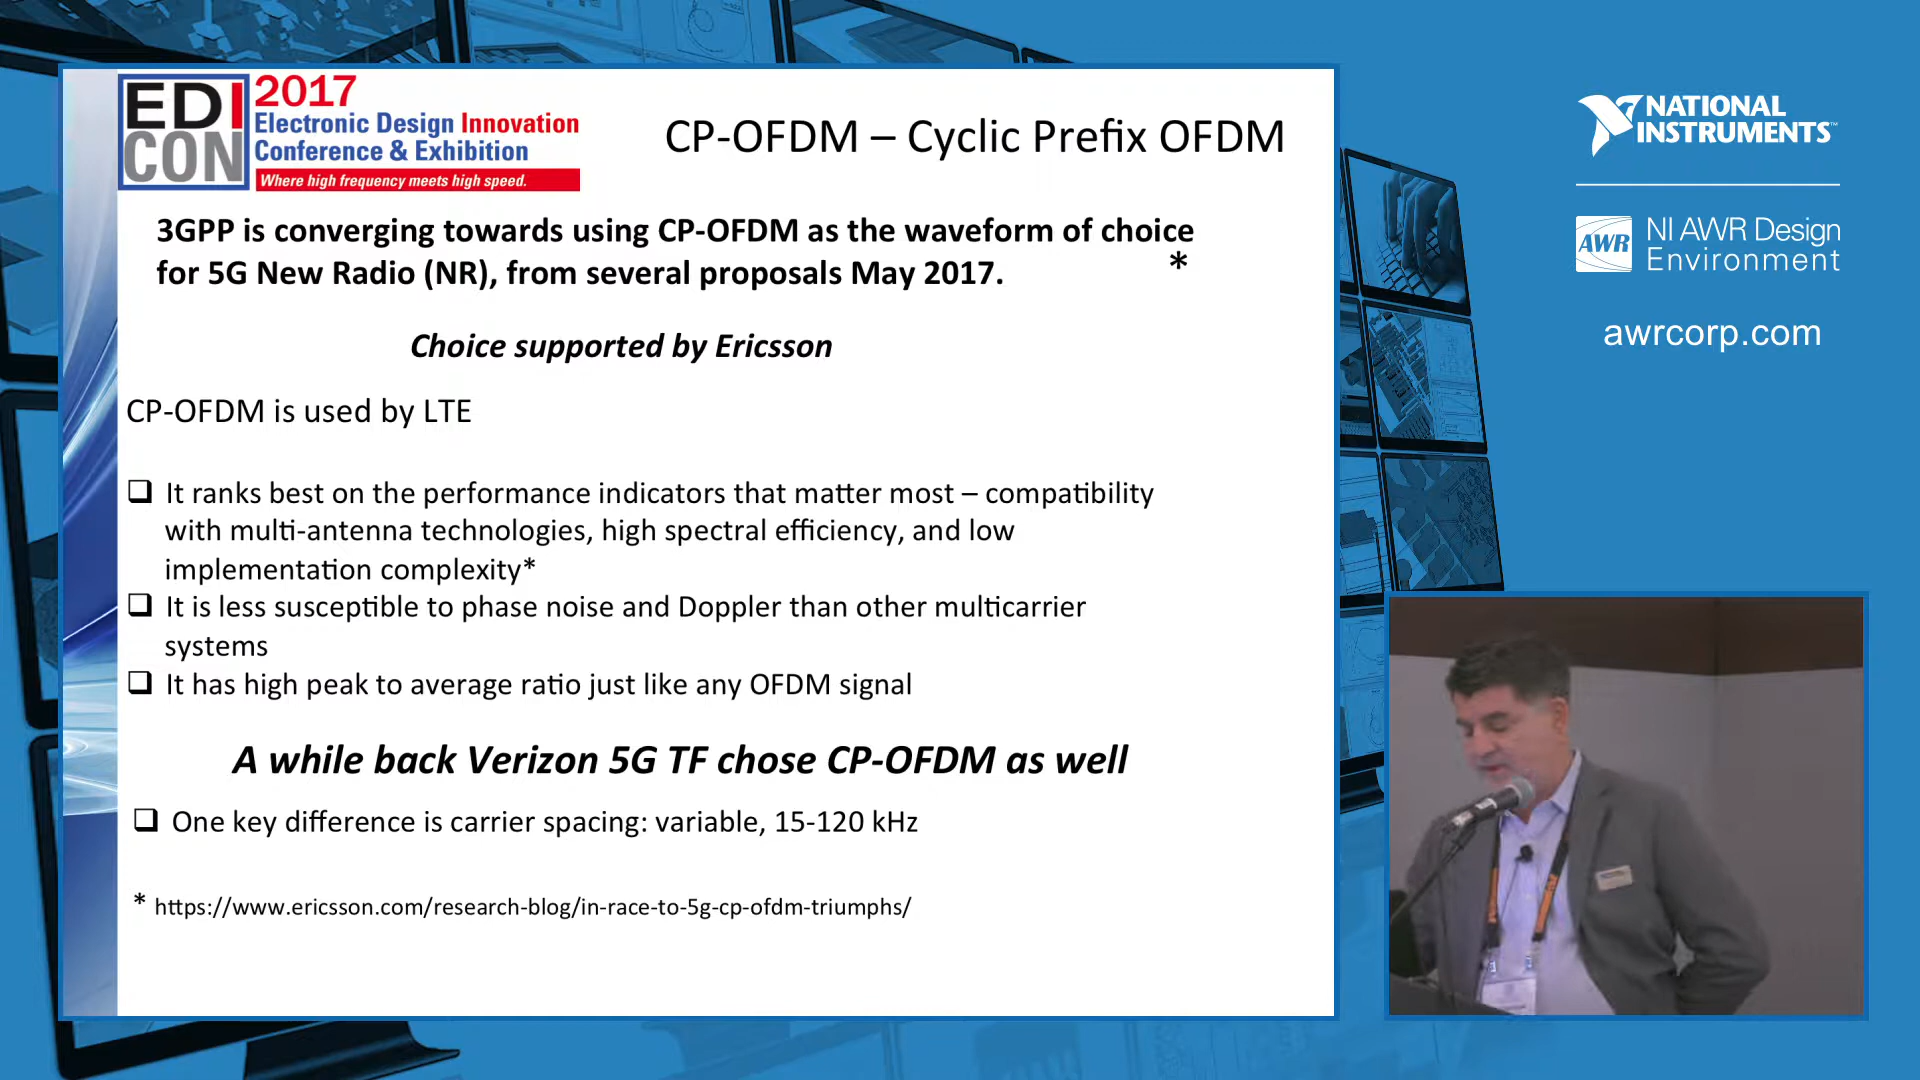 EDI
CON
2017
Electronic Design Innovation
Conference & Exhibition
Where high frequency meets high speed.
CP-OFDM – Cyclic Prefix OFDM
3GPP is converging towards using CP-OFDM as the waveform of choice
for 5G New Radio (NR), from several proposals May 2017. *
Choice supported by Ericsson
CP-OFDM is used by LTE
❑ It ranks best on the performance indicators that matter most – compatibility
with multi-antenna technologies, high spectral efficiency, and low
implementation complexity*
❑ It is less susceptible to phase noise and Doppler than other multicarrier
systems
❑ It has high peak to average ratio just like any OFDM signal
A while back Verizon 5G TF chose CP-OFDM as well
❑ One key difference is carrier spacing: variable, 15-120 kHz
* https://www.ericsson.com/research-blog/in-race-to-5g-cp-ofdm-triumphs/
NATIONAL
INSTRUMENTS™
AWR
NI AWR Design
Environment
awrcorp.com